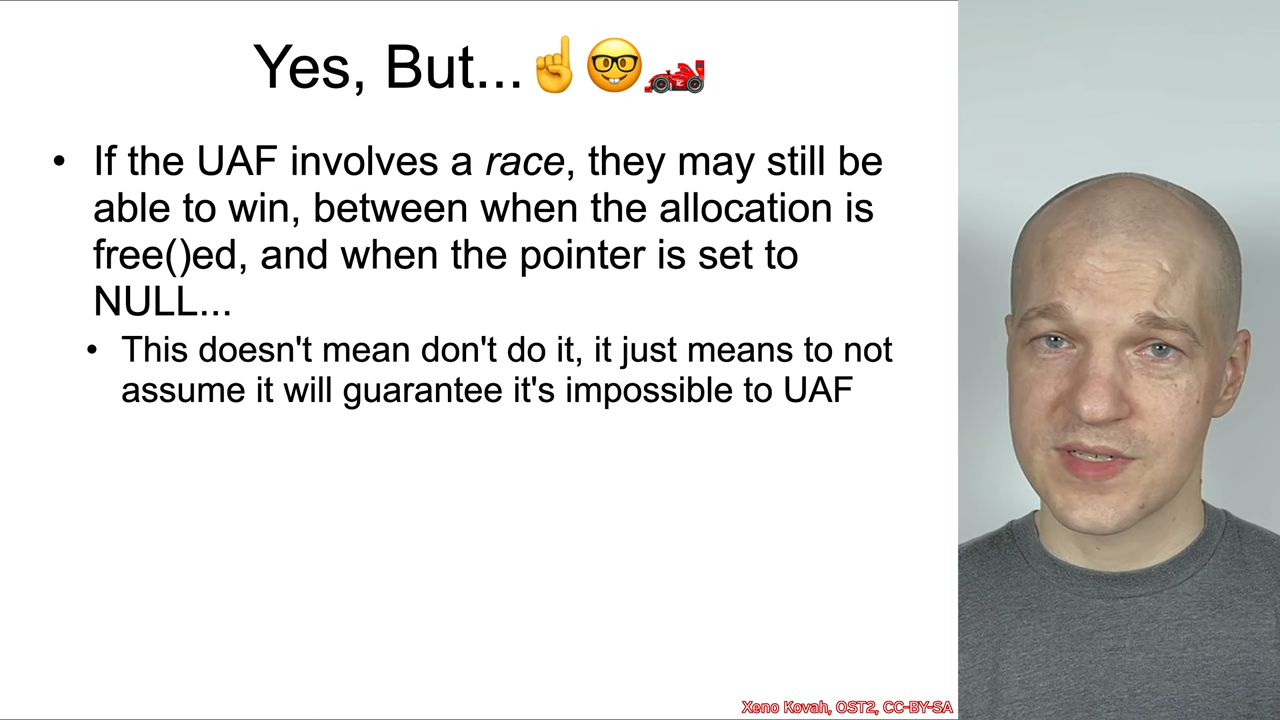 Yes, But...☝️🤓🏎️
• If the UAF involves a race, they may still be
able to win, between when the allocation is
free()ed, and when the pointer is set to
NULL...
• This doesn't mean don't do it, it just means to not
assume it will guarantee it's impossible to UAF
Xeno Kovah, OST2, CC-BY-SA